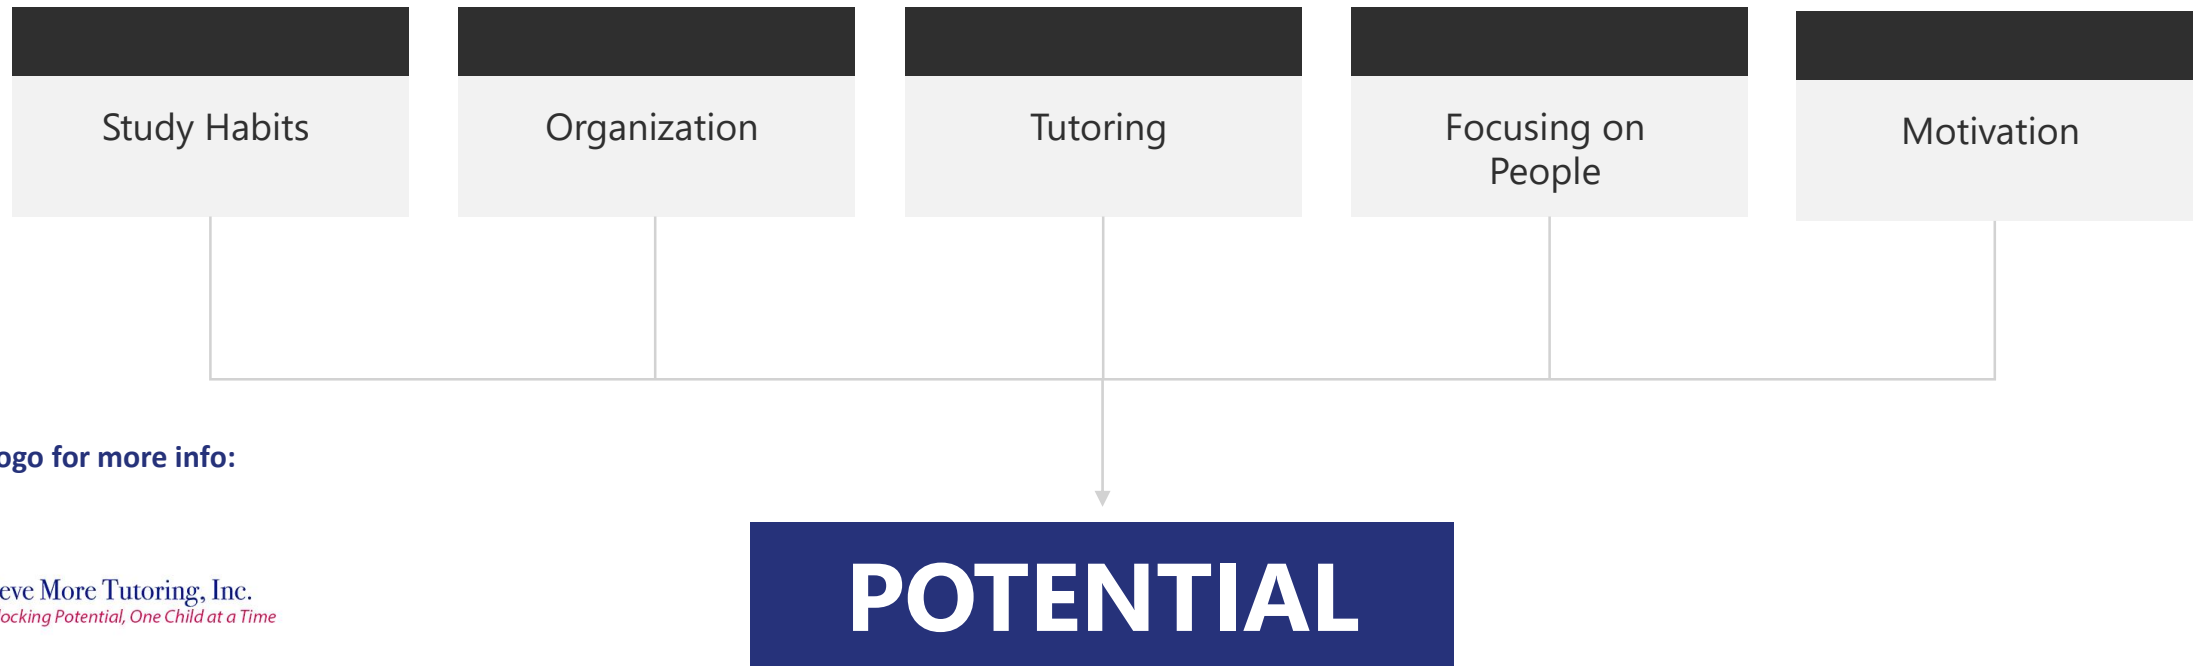 Study Habits
Organization
Tutoring
Focusing on
People
Motivation
ogo for more info:
POTENTIAL
eve More Tutoring, Inc.
locking Potential, One Child at a Time